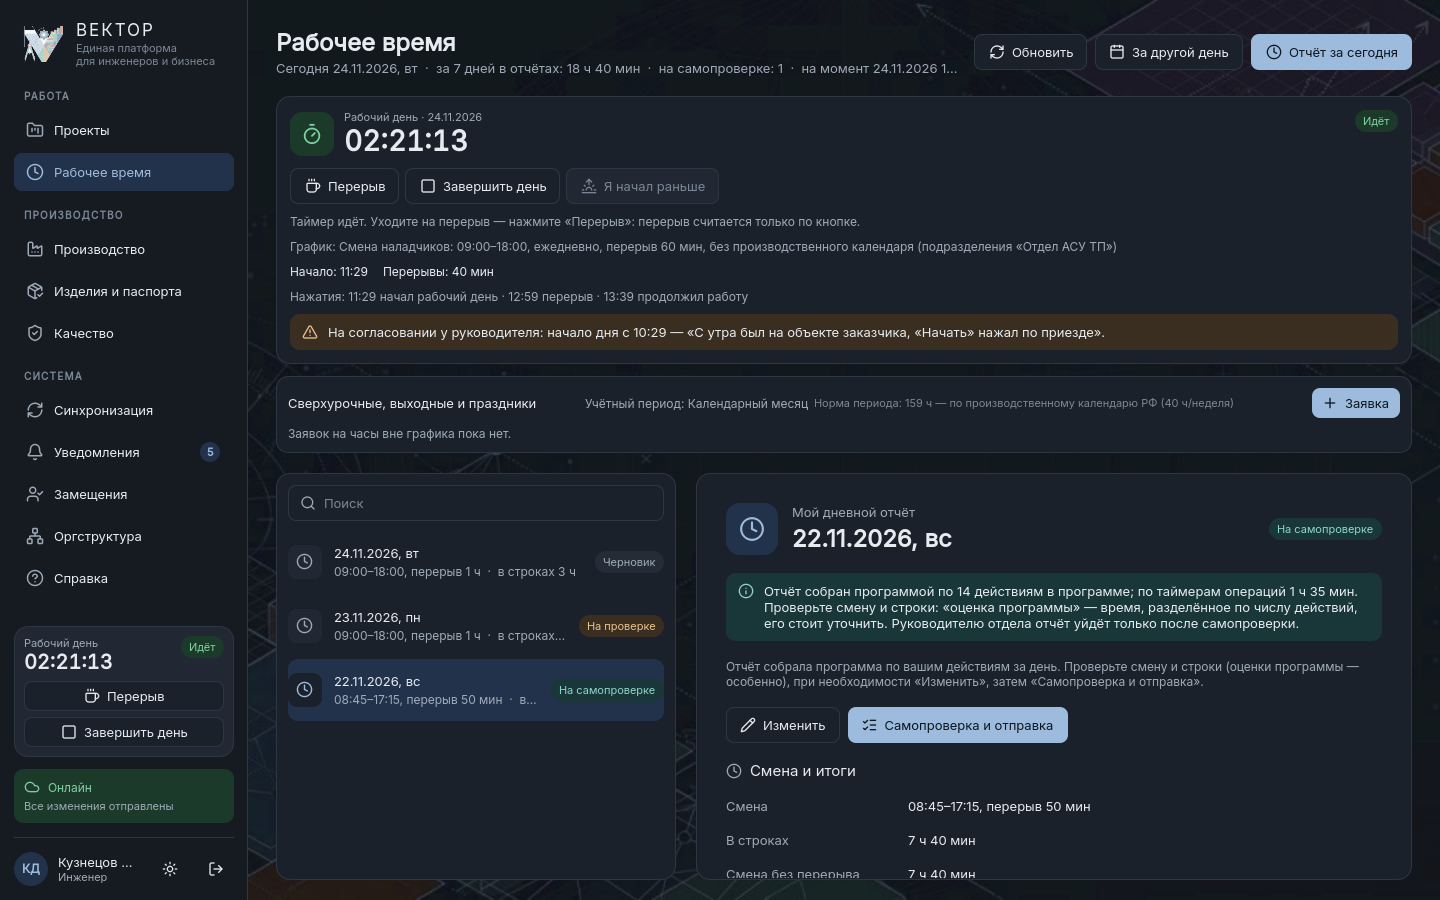 ВЕКТОР
Единая платформа
для инженеров и бизнеса
РАБОТА
Проекты
Рабочее время
ПРОИЗВОДСТВО
Производство
Изделия и паспорта
Качество
СИСТЕМА
Синхронизация
Уведомления 5
Замещения
Оргструктура
Справка
Рабочий день
02:21:13
Идёт
Перерыв
Завершить день
Онлайн
Все изменения отправлены
КД
Кузнецов ...
Инженер
Рабочее время
Сегодня 24.11.2026, вт · за 7 дней в отчётах: 18 ч 40 мин · на самопроверке: 1 · на момент 24.11.2026 1...
Обновить
За другой день
Отчёт за сегодня
Рабочий день · 24.11.2026
02:21:13
Идёт
Перерыв
Завершить день
Я начал раньше
Таймер идёт. Уходите на перерыв — нажмите «Перерыв»: перерыв считается только по кнопке.
График: Смена наладчиков: 09:00–18:00, ежедневно, перерыв 60 мин, без производственного календаря (подразделения «Отдел АСУ ТП»)
Начало: 11:29 Перерывы: 40 мин
Нажатия: 11:29 начал рабочий день · 12:59 перерыв · 13:39 продолжил работу
На согласовании у руководителя: начало дня с 10:29 — «С утра был на объекте заказчика, «Начать» нажал по приезде».
Сверхурочные, выходные и праздники
Учётный период: Календарный месяц
Норма периода: 159 ч — по производственному календарю РФ (40 ч/неделя)
Заявка
Заявок на часы вне графика пока нет.
Поиск
24.11.2026, вт
09:00–18:00, перерыв 1 ч · в строках 3 ч
Черновик
23.11.2026, пн
09:00–18:00, перерыв 1 ч · в строках...
На проверке
22.11.2026, вс
08:45–17:15, перерыв 50 мин · в...
На самопроверке
Мой дневной отчёт
22.11.2026, вс
На самопроверке
Отчёт собран программой по 14 действиям в программе; по таймерам операций 1 ч 35 мин.
Проверьте смену и строки: «оценка программы» — время, разделённое по числу действий,
его стоит уточнить. Руководителю отдела отчёт уйдёт только после самопроверки.
Отчёт собрала программа по вашим действиям за день. Проверьте смену и строки (оценки программы —
особенно), при необходимости «Изменить», затем «Самопроверка и отправка».
Изменить
Самопроверка и отправка
Смена и итоги
Смена 08:45–17:15, перерыв 50 мин
В строках 7 ч 40 мин
Смена без перерыва 7 ч 40 мин